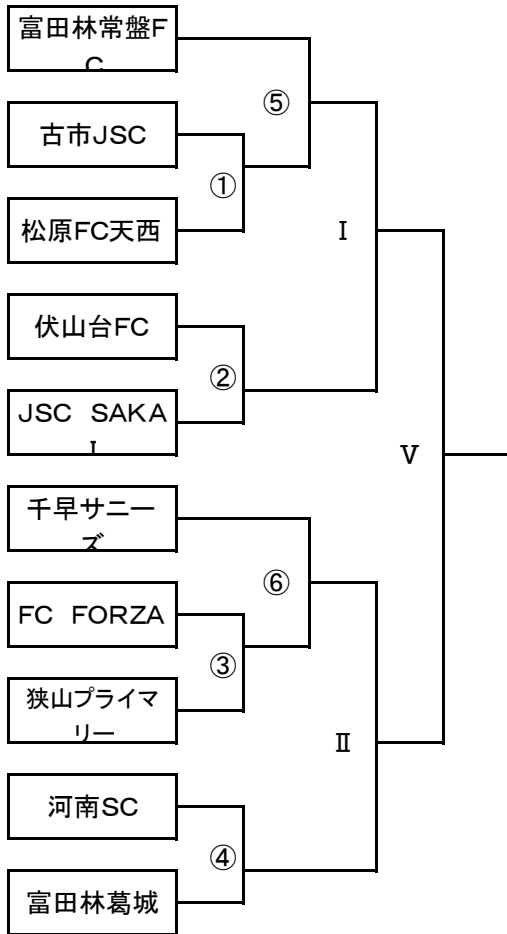 富田林常盤F
C
⑤
古市JSC
①
松原FC天西
Ⅰ
伏山台FC
②
JSC　SAKA
I
Ⅴ
千早サニー
ズ
⑥
FC　FORZA
③
狭山プライマ
リー
Ⅱ
河南SC
④
富田林葛城